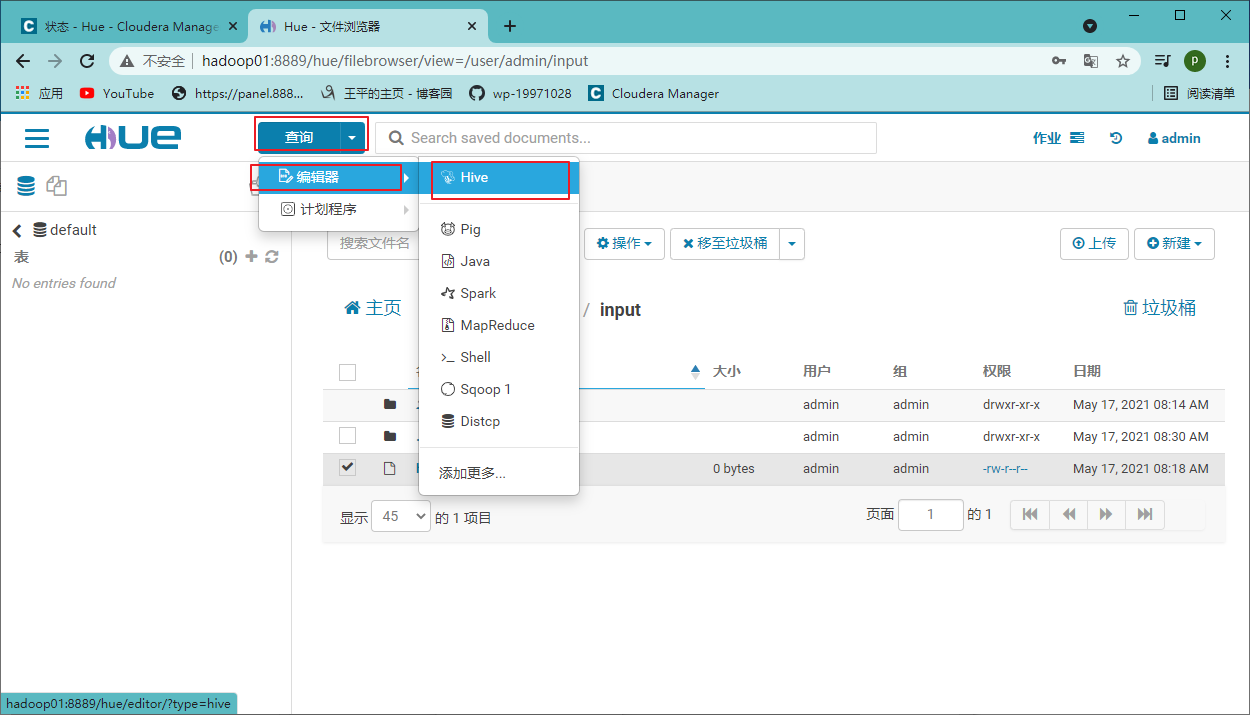 状态 - Hue - Cloudera Manage
Hue - 文件浏览器
不安全 hadoop01:8889/hue/filebrowser/view=/user/admin/input
P
应用 YouTube https://panel.888... 王平的主页 - 博客园 wp-19971028 C Cloudera Manager 阅读清单
HUE 查询 Search saved documents... 作业 admin
编辑器 Hive
计划程序
default
Pig
搜索文件名 操作 移至垃圾桶 上传 新建
表 (0)
Java
No entries found
Spark
主页 / input 垃圾桶
MapReduce
Shell
大小 用户 组 权限 日期
Sqoop 1
admin admin drwxr-xr-x May 17, 2021 08:14 AM
Distcp
admin admin drwxr-xr-x May 17, 2021 08:30 AM
0 bytes admin admin -rw-r--r-- May 17, 2021 08:18 AM
添加更多...
显示 45 的 1 项目 页面 1 的 1
hadoop01:8889/hue/editor/?type=hive